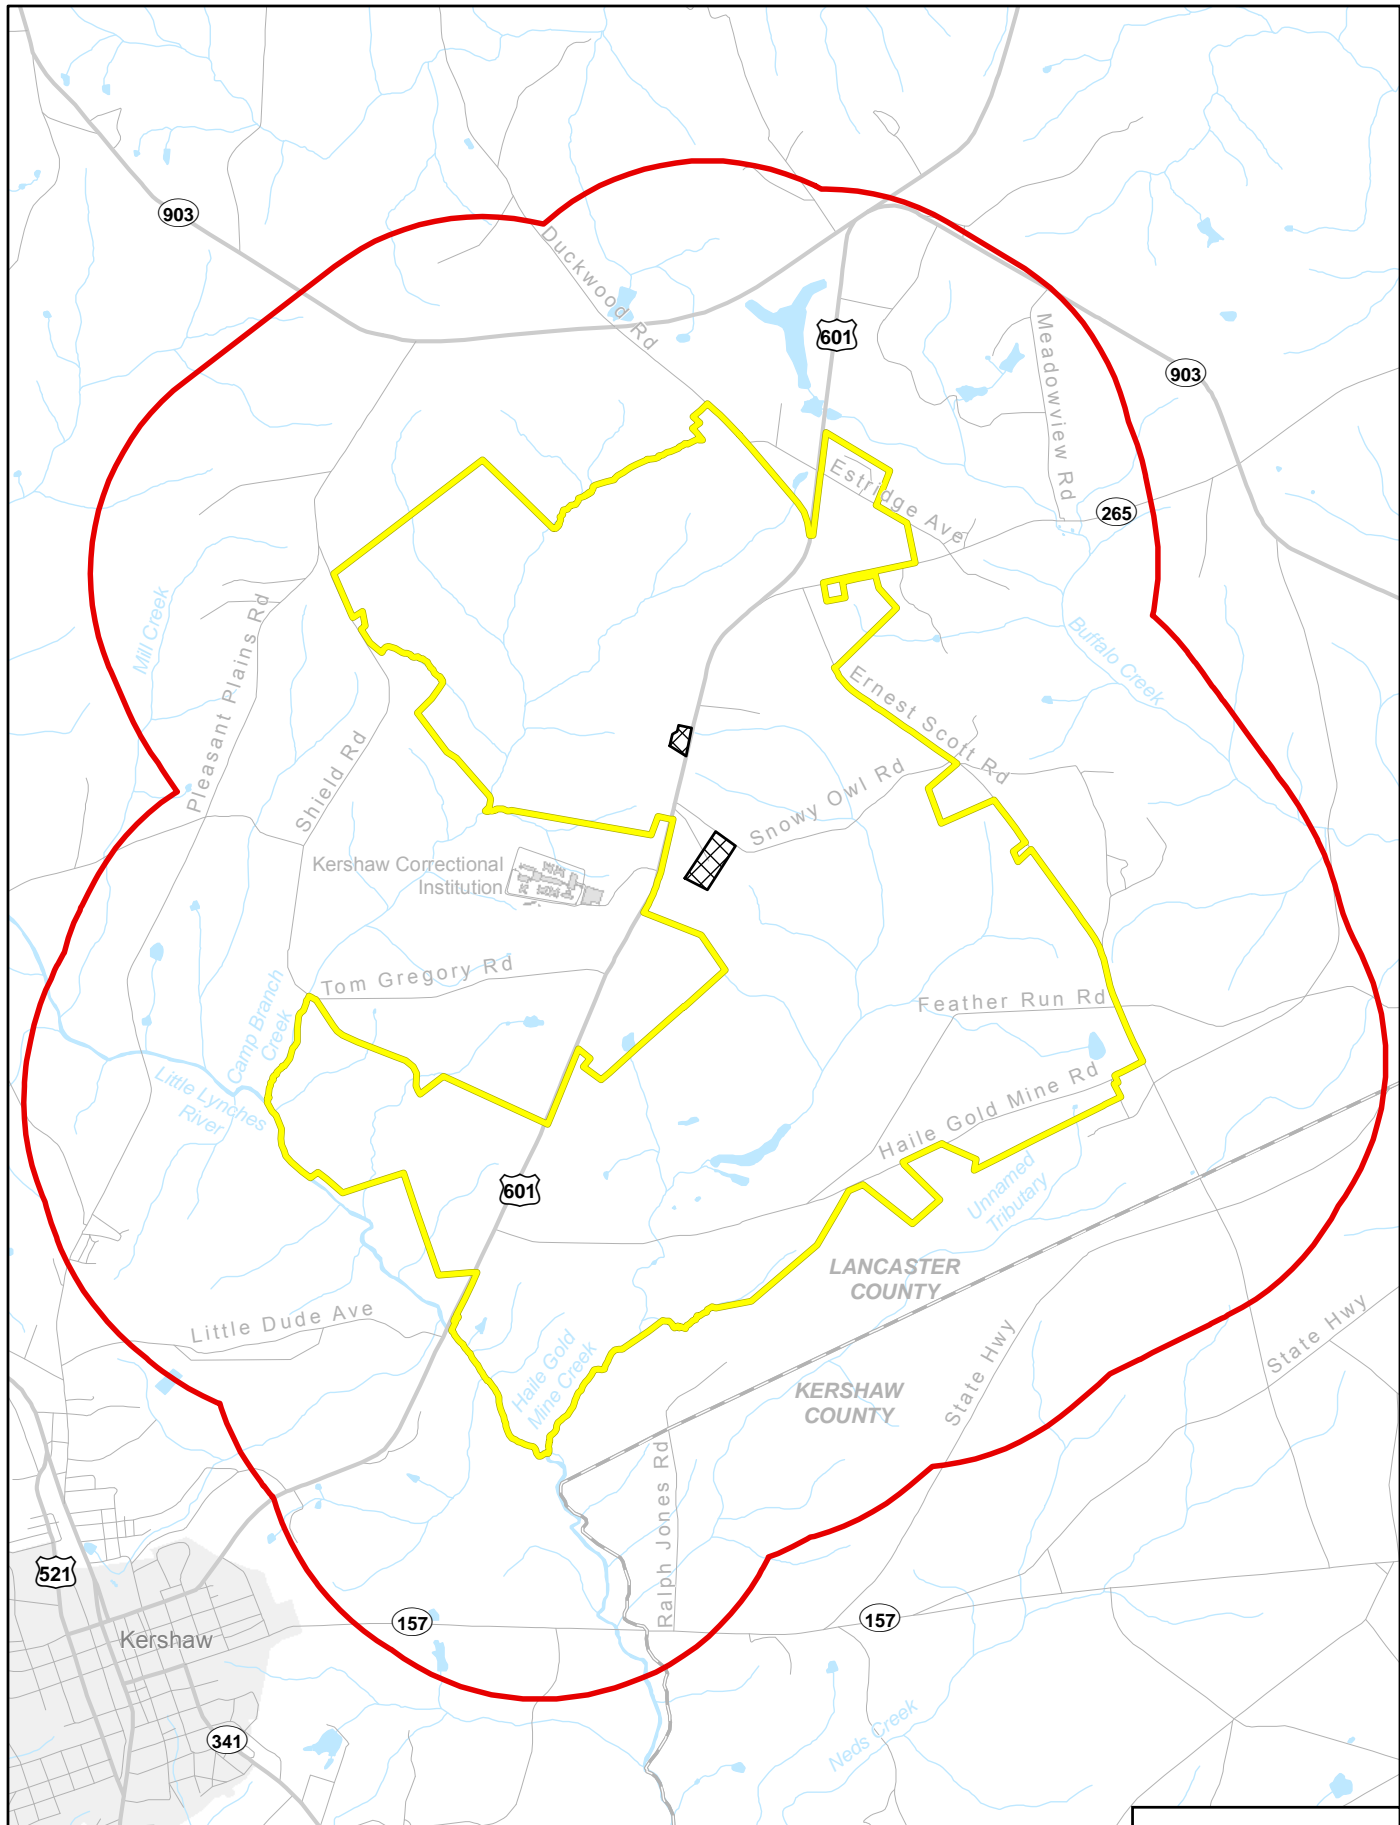 903
Duckwood Rd
601
Meadowview Rd
903
Estridge Ave
265
Mill Creek
Pleasant Plains Rd
Buffalo Creek
Ernest Scott Rd
Shield Rd
Snowy Owl Rd
Kershaw Correctional
Institution
Tom Gregory Rd
Feather Run Rd
Camp Branch
Creek
Little Lynches
River
Haile Gold Mine Rd
601
Unnamed
Tributary
LANCASTER
COUNTY
Little Dude Ave
State Hwy
Haile Gold
Mine Creek
State Hwy
KERSHAW
COUNTY
Ralph Jones Rd
521
157
157
Kershaw
341
Neds Creek